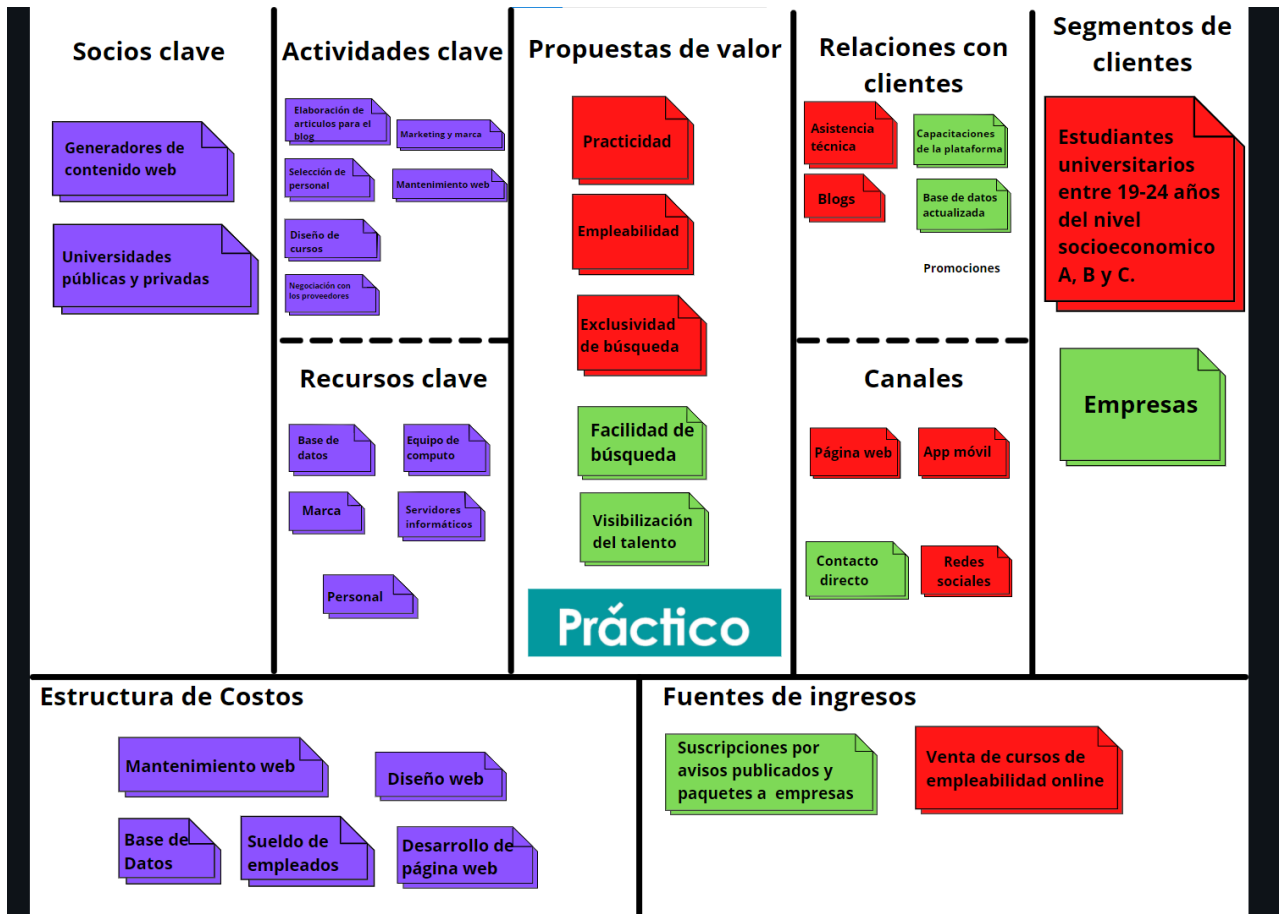 Socios clave
Generadores de
contenido web
Universidades
públicas y privadas
Actividades clave
Elaboración de
articulos para el
blog
Marketing y marca
Selección de
personal
Mantenimiento web
Diseño de
cursos
Negociación con
los proveedores
Recursos clave
Base de
datos
Equipo de
computo
Marca
Servidores
informáticos
Personal
Propuestas de valor
Practicidad
Empleabilidad
Exclusividad
de búsqueda
Facilidad de
búsqueda
Visibilización
del talento
Práctico
Relaciones con
clientes
Asistencia
técnica
Capacitaciones
de la plataforma
Blogs
Base de datos
actualizada
Promociones
Canales
Página web
App móvil
Contacto
directo
Redes
sociales
Segmentos de
clientes
Estudiantes
universitarios
entre 19-24 años
del nivel
socioeconomico
A, B y C.
Empresas
Estructura de Costos
Mantenimiento web
Diseño web
Base de
Datos
Sueldo de
empleados
Desarrollo de
página web
Fuentes de ingresos
Suscripciones por
avisos publicados y
paquetes a empresas
Venta de cursos de
empleabilidad online